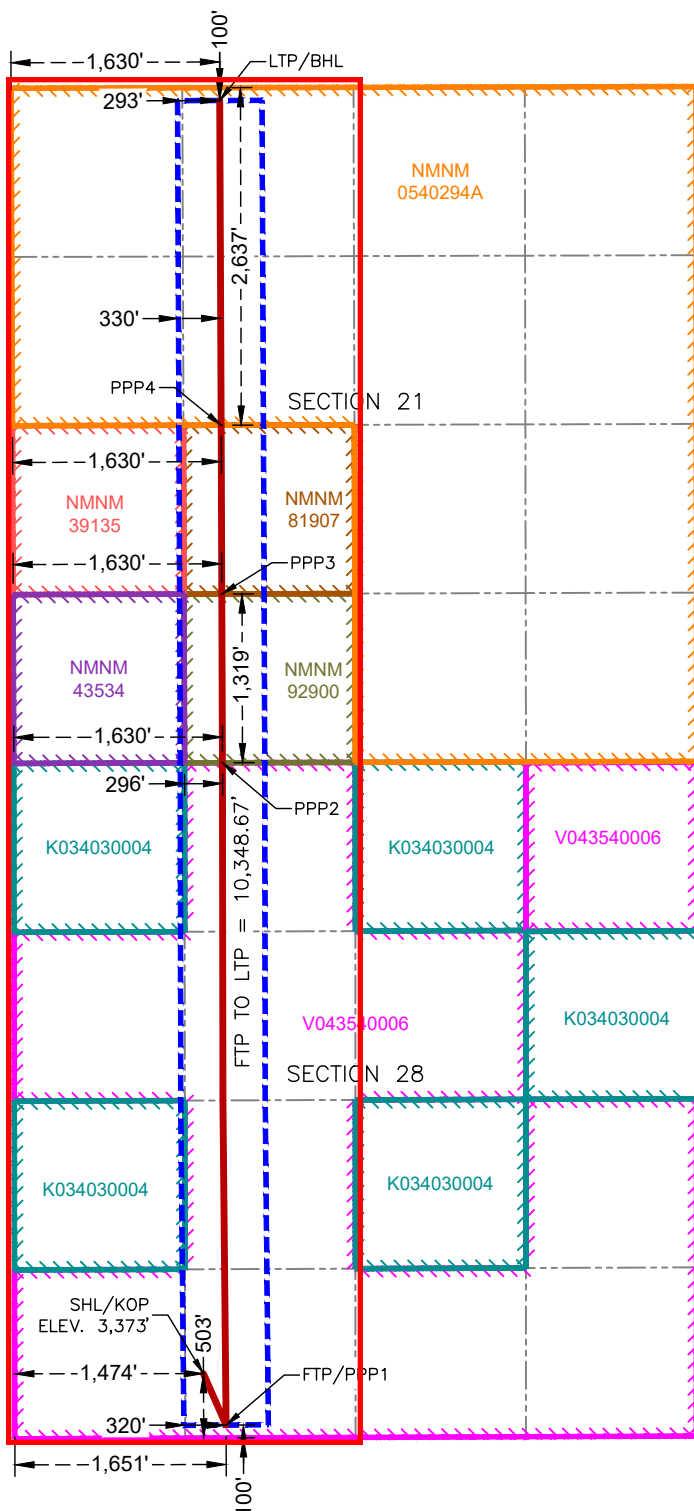 100'
1,630'
LTP/BHL
293'
NMNM
0540294A
2,637'
330'
PPP4
SECTION 21
1,630'
NMNM
39135
NMNM
81907
1,630'
PPP3
NMNM
43534
1,319'
NMNM
92900
1,630'
296'
PPP2
K034030004
FTP TO LTP = 10,348.67'
K034030004
V043540006
V043540006
K034030004
SECTION 28
K034030004
K034030004
SHL/KOP
ELEV. 3,373'
503'
1,474'
FTP/PPP1
320'
1,651'
100'